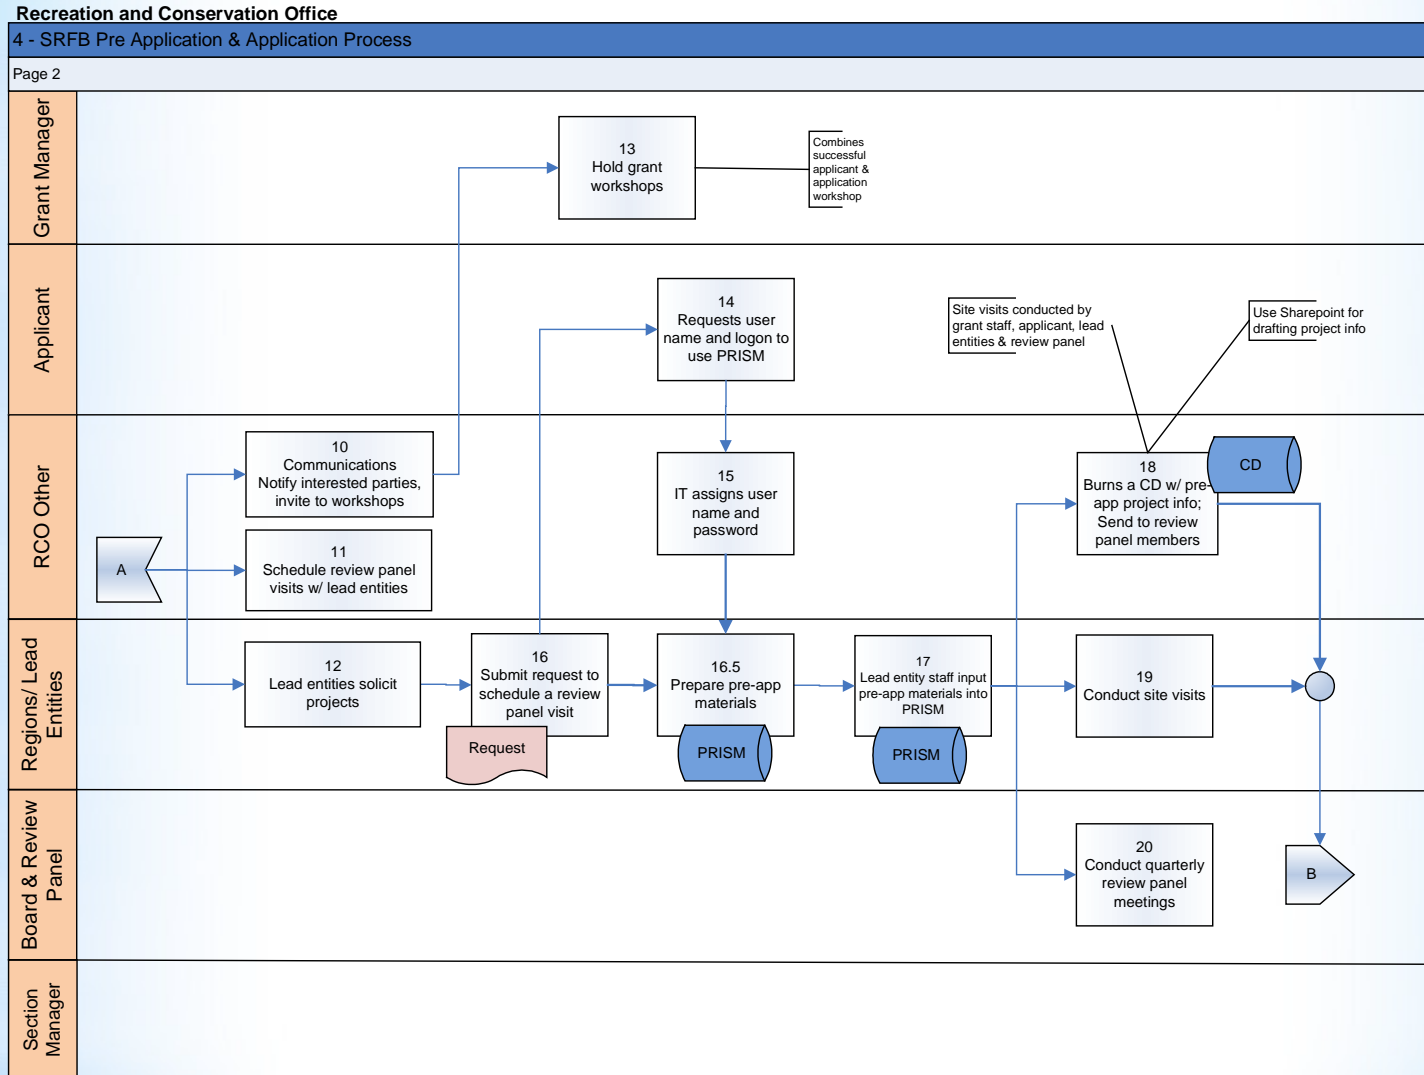 Recreation and Conservation Office
4 - SRFB Pre Application & Application Process
Page 2
Grant Manager
13
Hold grant
workshops
Combines
successful
applicant &
application
workshop
Applicant
14
Requests user
name and logon to
use PRISM
Site visits conducted by
grant staff, applicant, lead
entities & review panel
Use Sharepoint for
drafting project info
RCO Other
A
10
Communications
Notify interested parties,
invite to workshops
11
Schedule review panel
visits w/ lead entities
15
IT assigns user
name and
password
18
Burns a CD w/ pre-
app project info;
Send to review
panel members
CD
Regions/ Lead
Entities
12
Lead entities solicit
projects
16
Submit request to
schedule a review
panel visit
Request
16.5
Prepare pre-app
materials
PRISM
17
Lead entity staff input
pre-app materials into
PRISM
PRISM
19
Conduct site visits
Board & Review
Panel
20
Conduct quarterly
review panel
meetings
B
Section
Manager